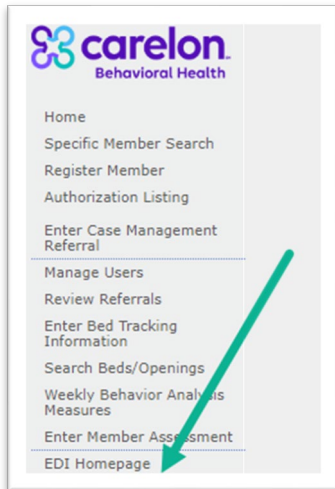 carelon.
Behavioral Health
Home
Specific Member Search
Register Member
Authorization Listing
Enter Case Management
Referral
Manage Users
Review Referrals
Enter Bed Tracking
Information
Search Beds/Openings
Weekly Behavior Analysis
Measures
Enter Member Assessment
EDI Homepage